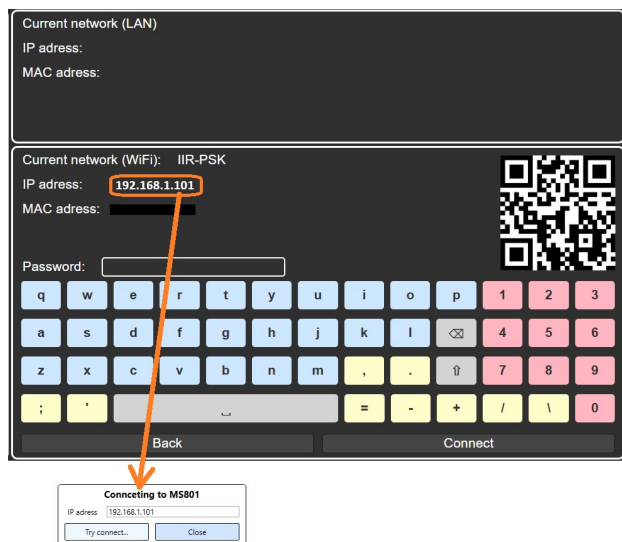 Current network (LAN)
IP adress:
MAC adress:
Current network (WiFi): IIR-PSK
IP adress: 192.168.1.101
MAC adress:
Password:
q w e r t y u i o p 1 2 3
a s d f g h j k l ⌫ 4 5 6
z x c v b n m , . ⇧ 7 8 9
; ' ␣ = - + / \ 0
Back Connect
Connceting to MS801
IP adress 192.168.1.101
Try connect... Close